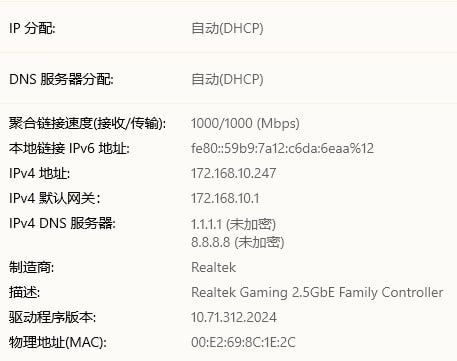 IP 分配: 自动(DHCP)
DNS 服务器分配: 自动(DHCP)
聚合链接速度(接收/传输): 1000/1000 (Mbps)
本地链接 IPv6 地址: fe80::59b9:7a12:c6da:6eaa%12
IPv4 地址: 172.168.10.247
IPv4 默认网关: 172.168.10.1
IPv4 DNS 服务器: 1.1.1.1 (未加密)
8.8.8.8 (未加密)
制造商: Realtek
描述: Realtek Gaming 2.5GbE Family Controller
驱动程序版本: 10.71.312.2024
物理地址(MAC): 00:E2:69:8C:1E:2C